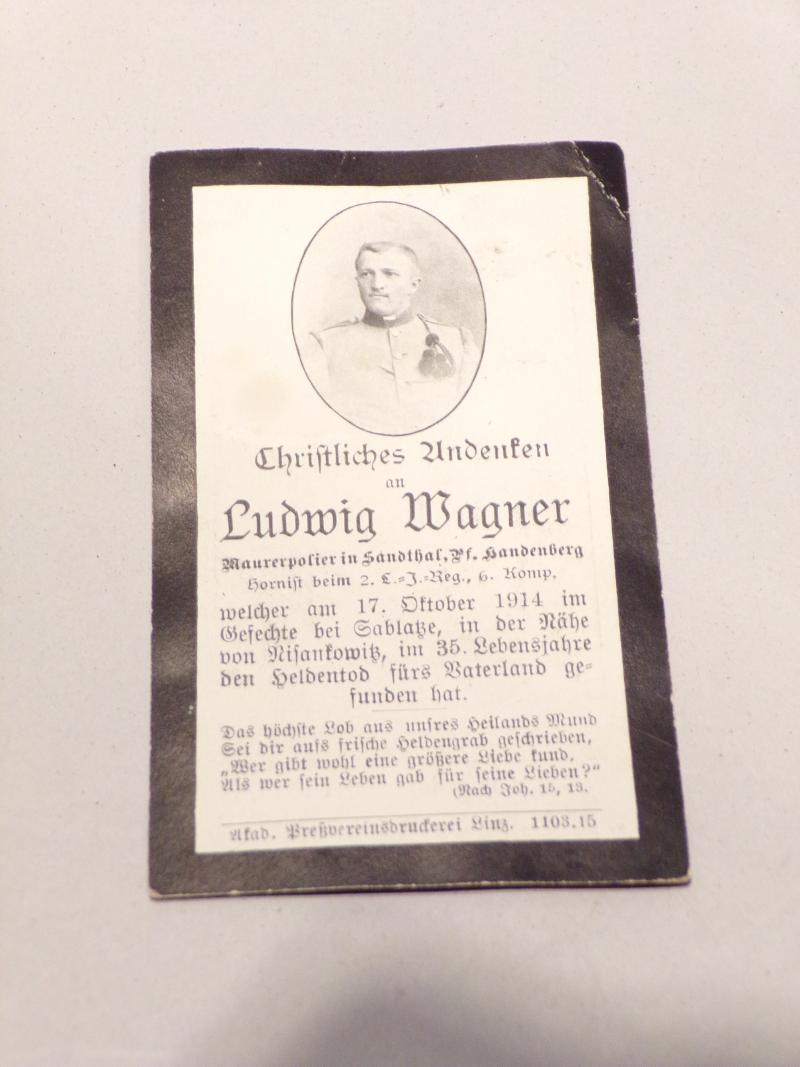 Christliches Andenken
an
Ludwig Wagner
Maurerpolier in Sandthal, Pf. Handenberg
Hornist beim 2. L.=J.=Reg., 6. Komp,
welcher am 17. Oktober 1914 im
Gefechte bei Sablatze, in der Nähe
von Nisankowitz, im 35. Lebensjahre
den Heldentod fürs Vaterland ge=
funden hat.
Das höchste Lob aus unsres Heilands Mund
Sei dir aufs frische Heldengrab geschrieben,
„Wer gibt wohl eine größere Liebe kund,
Als wer sein Leben gab für seine Lieben?“
(Nach Joh. 15, 13.
Akad. Preßvereinsdruckerei Linz. 1103.15